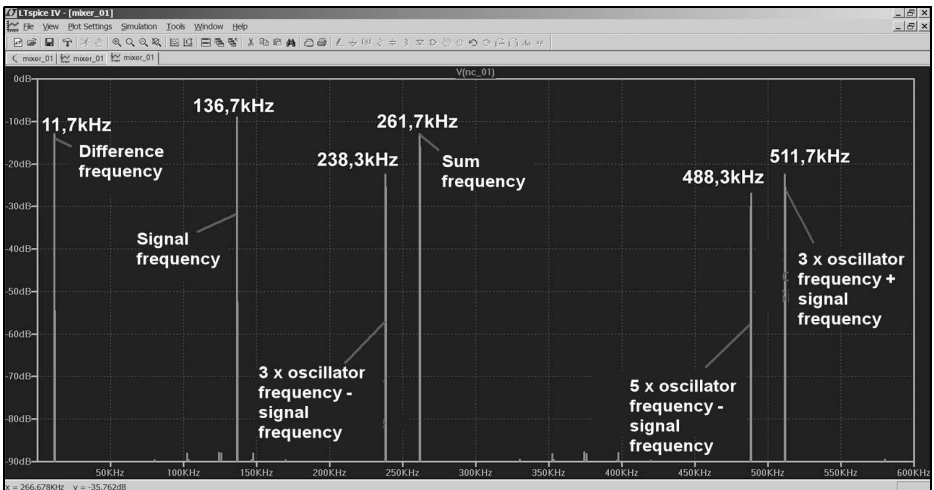 LTspice IV - [mixer_01]
File View Plot Settings Simulation Tools Window Help
mixer_01 mixer_01 mixer_01
V(nc_01)
0dB
-10dB
-20dB
-30dB
-40dB
-50dB
-60dB
-70dB
-80dB
-90dB
11,7kHz
Difference
frequency
136,7kHz
Signal
frequency
238,3kHz
3 x oscillator
frequency -
signal
frequency
261,7kHz
Sum
frequency
488,3kHz
5 x oscillator
frequency -
signal
frequency
511,7kHz
3 x oscillator
frequency +
signal
frequency
50KHz 100KHz 150KHz 200KHz 250KHz 300KHz 350KHz 400KHz 450KHz 500KHz 550KHz 600KHz
x = 266.678KHz y = -35.762dB